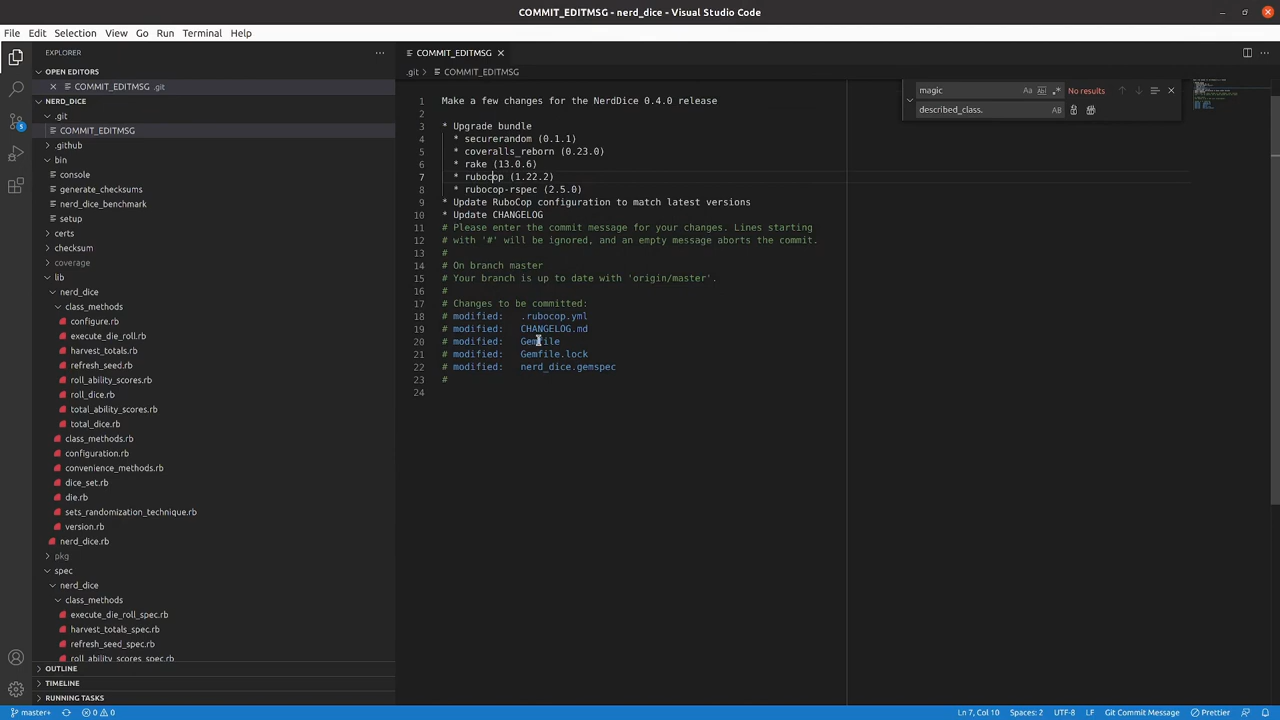 COMMIT_EDITMSG - nerd_dice - Visual Studio Code
File Edit Selection View Go Run Terminal Help
EXPLORER
OPEN EDITORS
COMMIT_EDITMSG .git
NERD_DICE
.git
COMMIT_EDITMSG
.github
bin
console
generate_checksums
nerd_dice_benchmark
setup
certs
checksum
coverage
lib
nerd_dice
class_methods
configure.rb
execute_die_roll.rb
harvest_totals.rb
refresh_seed.rb
roll_ability_scores.rb
roll_dice.rb
total_ability_scores.rb
total_dice.rb
class_methods.rb
configuration.rb
convenience_methods.rb
dice_set.rb
die.rb
sets_randomization_technique.rb
version.rb
nerd_dice.rb
pkg
spec
nerd_dice
class_methods
execute_die_roll_spec.rb
harvest_totals_spec.rb
refresh_seed_spec.rb
roll_ability_scores_spec.rb
OUTLINE
TIMELINE
RUNNING TASKS
5
COMMIT_EDITMSG
.git > COMMIT_EDITMSG
magic
Aa ab .* No results
described_class.
AB
1 Make a few changes for the NerdDice 0.4.0 release
2
3 * Upgrade bundle
4 * securerandom (0.1.1)
5 * coveralls_reborn (0.23.0)
6 * rake (13.0.6)
7 * rubocop (1.22.2)
8 * rubocop-rspec (2.5.0)
9 * Update RuboCop configuration to match latest versions
10 * Update CHANGELOG
11 # Please enter the commit message for your changes. Lines starting
12 # with '#' will be ignored, and an empty message aborts the commit.
13 #
14 # On branch master
15 # Your branch is up to date with 'origin/master'.
16 #
17 # Changes to be committed:
18 # modified: .rubocop.yml
19 # modified: CHANGELOG.md
20 # modified: Gemfile
21 # modified: Gemfile.lock
22 # modified: nerd_dice.gemspec
23 #
24
master+ 0 0 Ln 7, Col 10 Spaces: 2 UTF-8 LF Git Commit Message Prettier